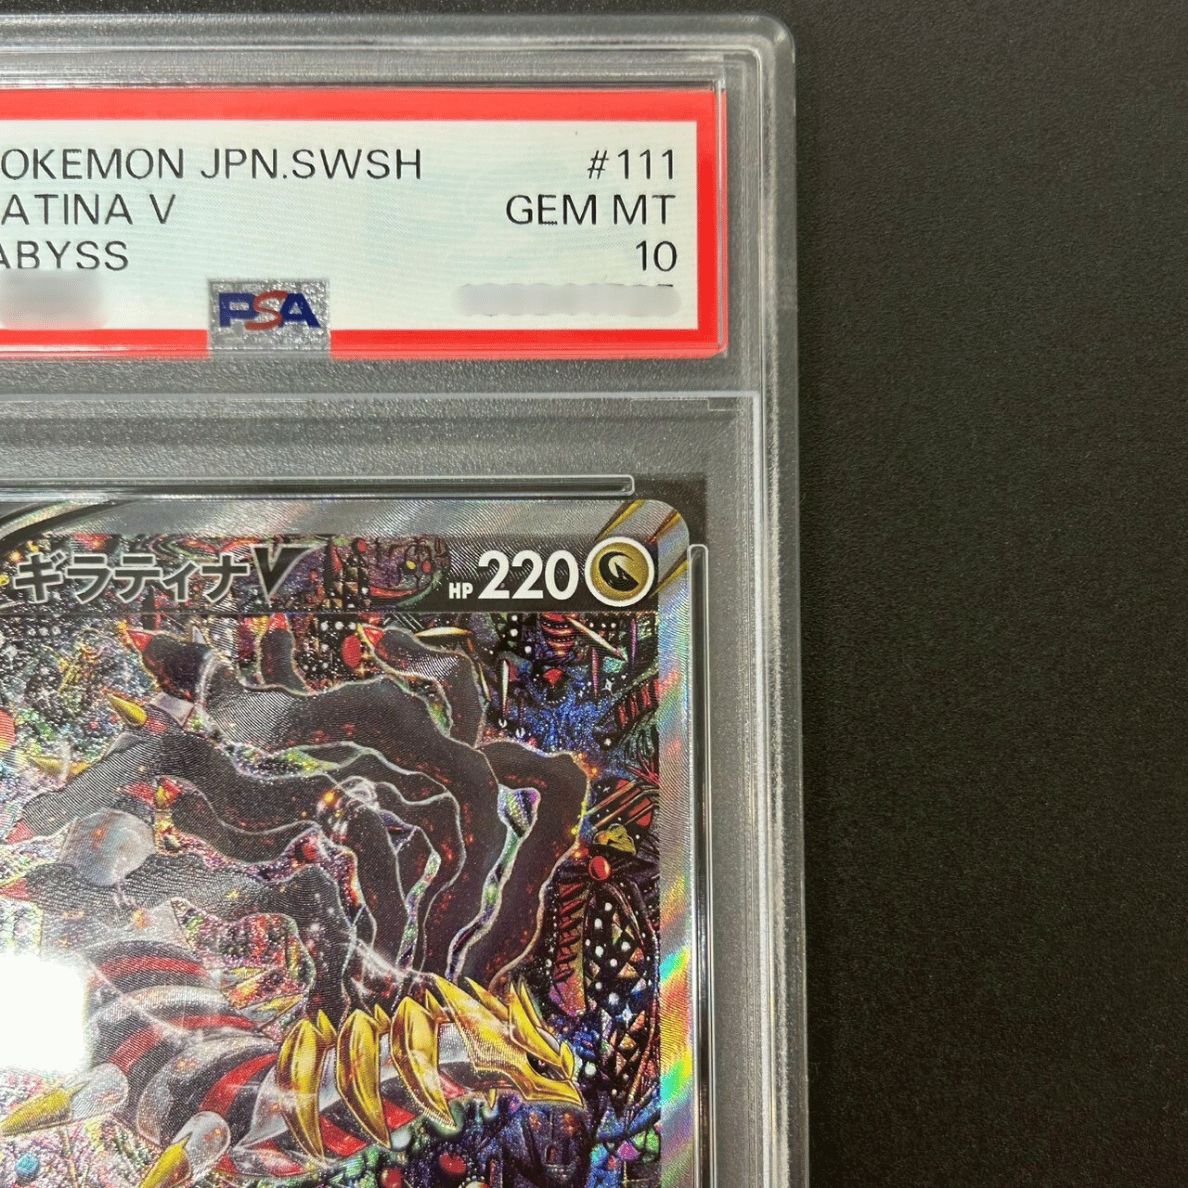 OKEMON JPN.SWSH #111
ATINA V GEM MT
ABYSS 10
PSA
ギラティナV HP 220